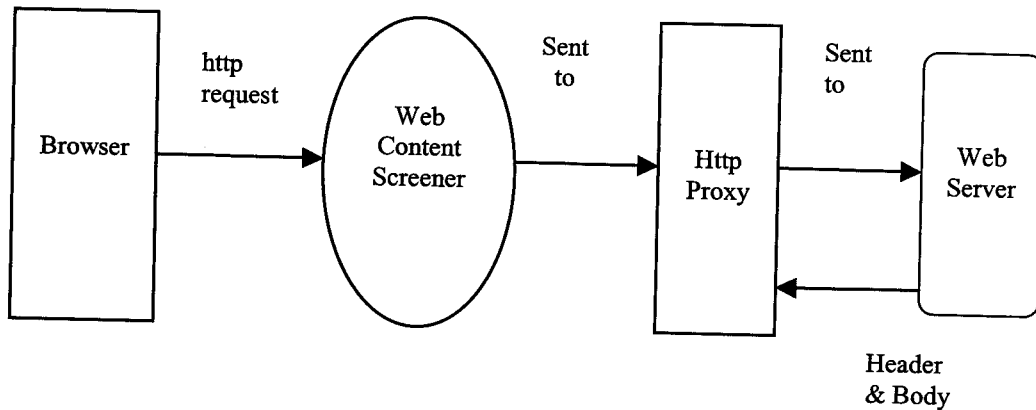 Browser
http
request
Web
Content
Screener
Sent
to
Http
Proxy
Sent
to
Web
Server
Header
& Body